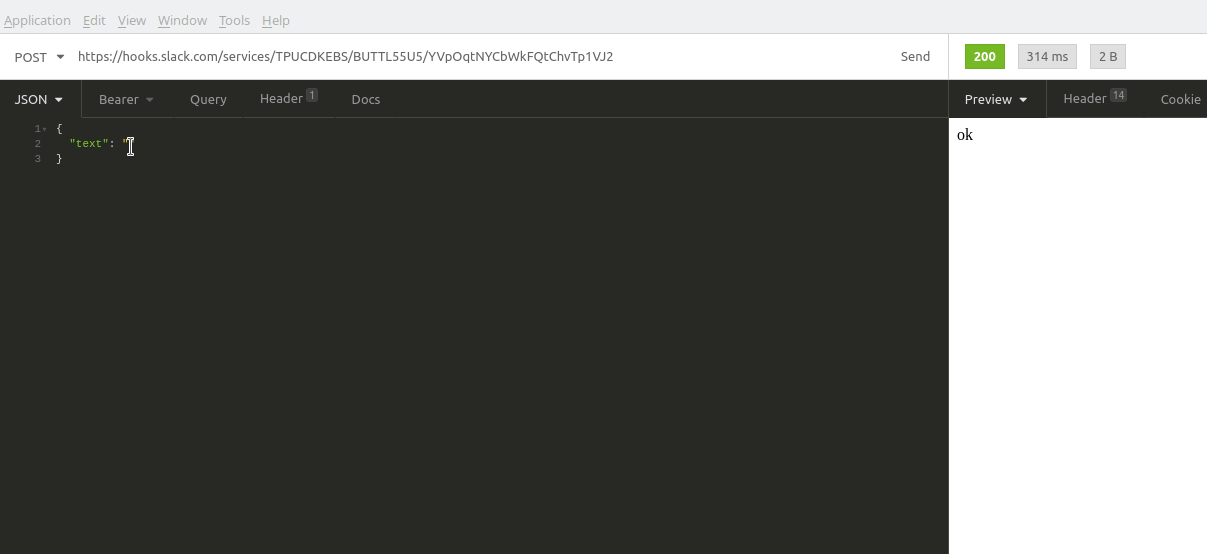 Application Edit View Window Tools Help
POST https://hooks.slack.com/services/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 Send 200 314 ms 2 B
JSON Bearer Query Header 1 Docs Preview Header 14 Cookie
1 {
2 "text": "
3 }
ok